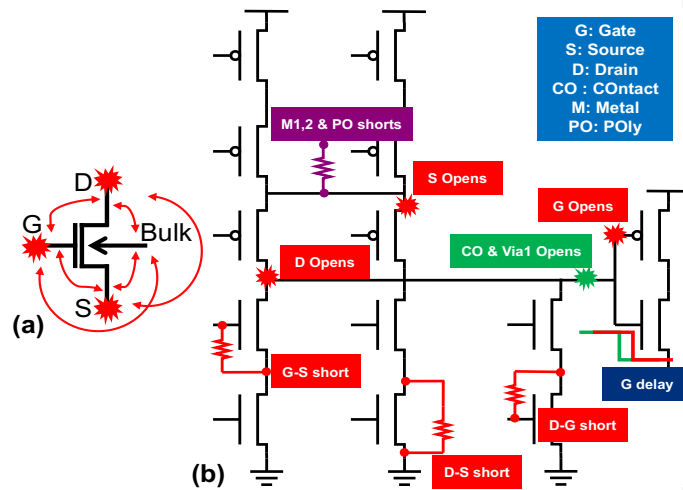 G: Gate
S: Source
D: Drain
CO : COntact
M: Metal
PO: POly
M1,2 & PO shorts
S Opens
G Opens
D
G
Bulk
S
(a)
D Opens
CO & Via1 Opens
G-S short
G delay
D-G short
D-S short
(b)